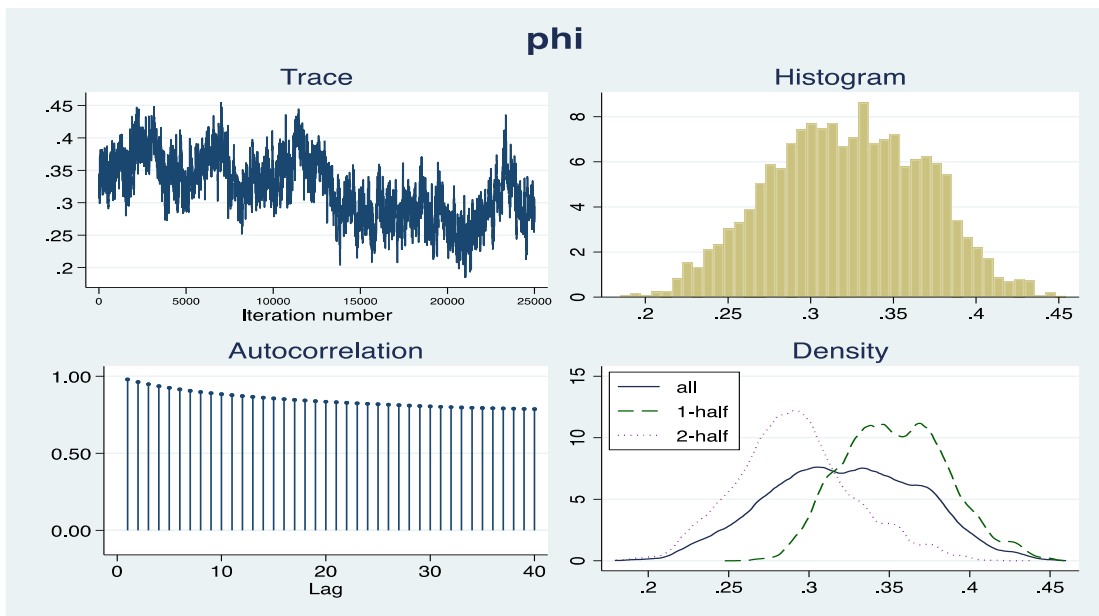 phi
Trace
.45
.4
.35
.3
.25
.2
0 5000 10000 15000 20000 25000
Iteration number
Histogram
8
6
4
2
0
.2 .25 .3 .35 .4 .45
Autocorrelation
1.00
0.50
0.00
0 10 20 30 40
Lag
Density
15
10
5
0
all
1-half
2-half
.2 .25 .3 .35 .4 .45